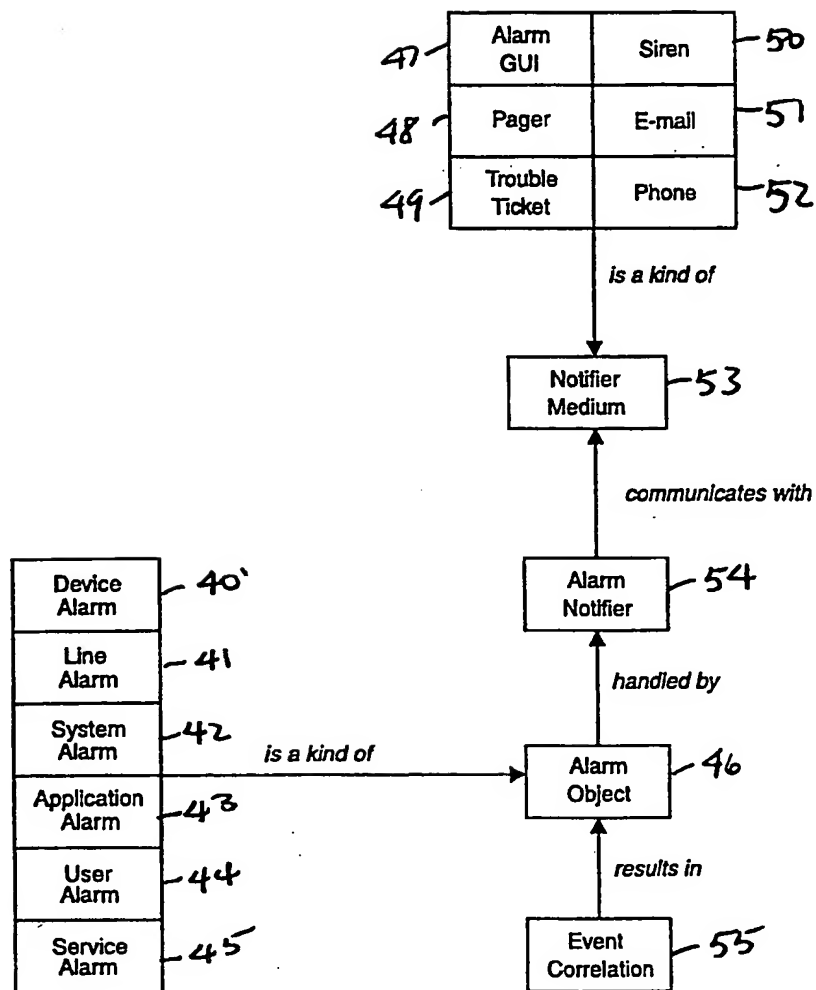 47
Alarm
GUI
Siren
50
48
Pager
E-mail
51
49
Trouble
Ticket
Phone
52
is a kind of
Notifier
Medium
53
communicates with
Device
Alarm
40
Alarm
Notifier
54
Line
Alarm
41
handled by
System
Alarm
42
is a kind of
Alarm
Object
46
Application
Alarm
43
User
Alarm
44
results in
Service
Alarm
45
Event
Correlation
55